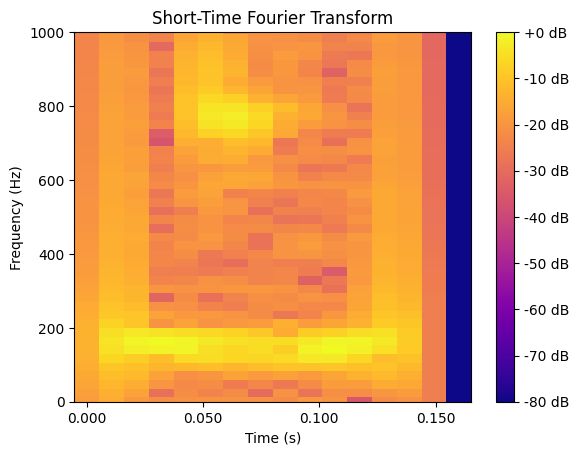 Short-Time Fourier Transform
Frequency (Hz)
1000
800
600
400
200
0
0.000
0.050
0.100
0.150
Time (s)
+0 dB
-10 dB
-20 dB
-30 dB
-40 dB
-50 dB
-60 dB
-70 dB
-80 dB